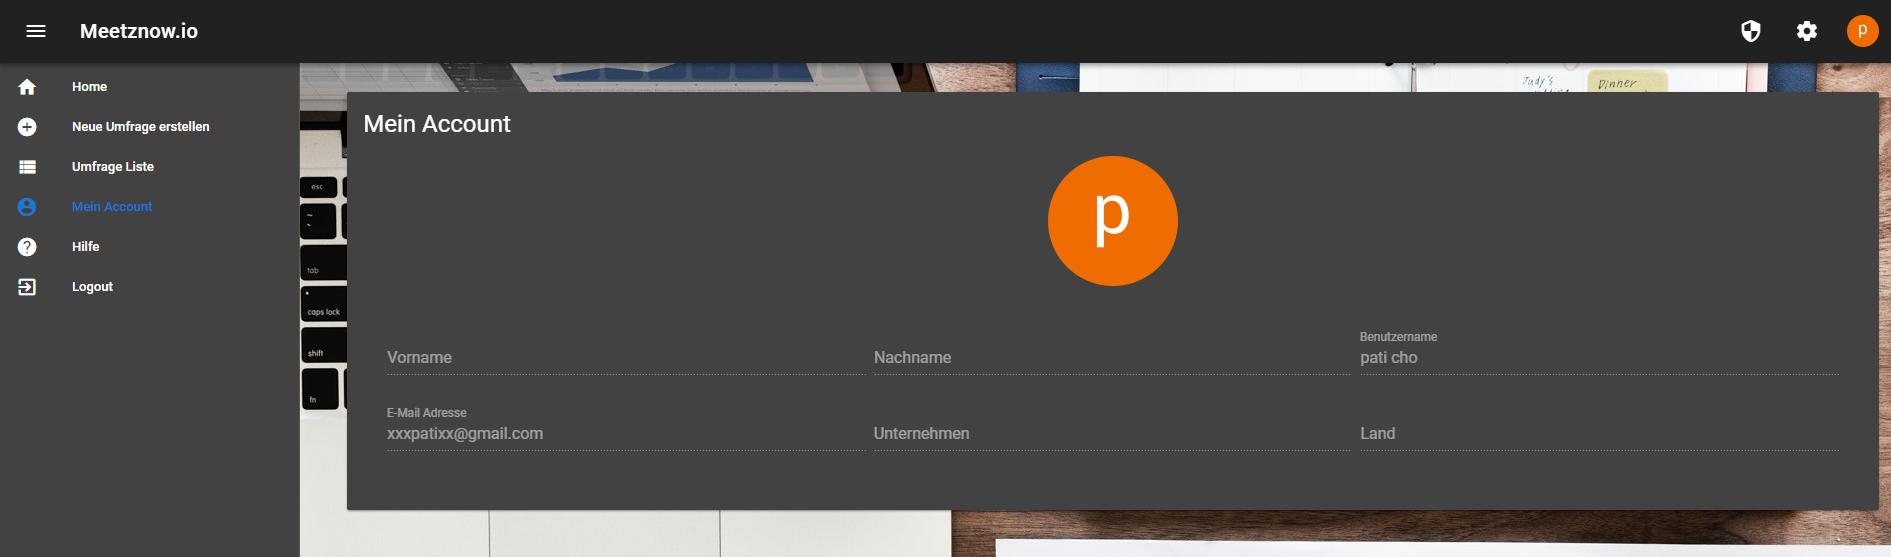 Meetznow.io
p
Home
Neue Umfrage erstellen
Umfrage Liste
Mein Account
Hilfe
Logout
Judy's
Dinner
Mein Account
p
esc
tab
caps lock
shift
fn
Vorname
Nachname
Benutzername
pati cho
E-Mail Adresse
xxxpatixx@gmail.com
Unternehmen
Land